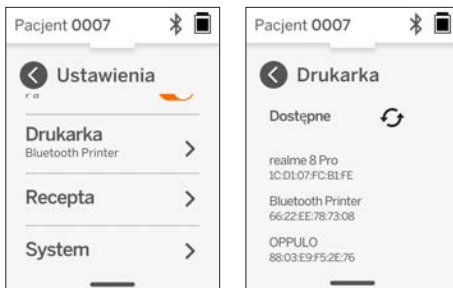 Pacjent 0007
Ustawienia
Drukarka
Bluetooth Printer
Recepta
System
Pacjent 0007
Drukarka
Dostępne
realme 8 Pro
1C:D1:07:FC:B1:FE
Bluetooth Printer
66:22:EE:78:73:08
OPPULO
88:03:E9:F5:2E:76